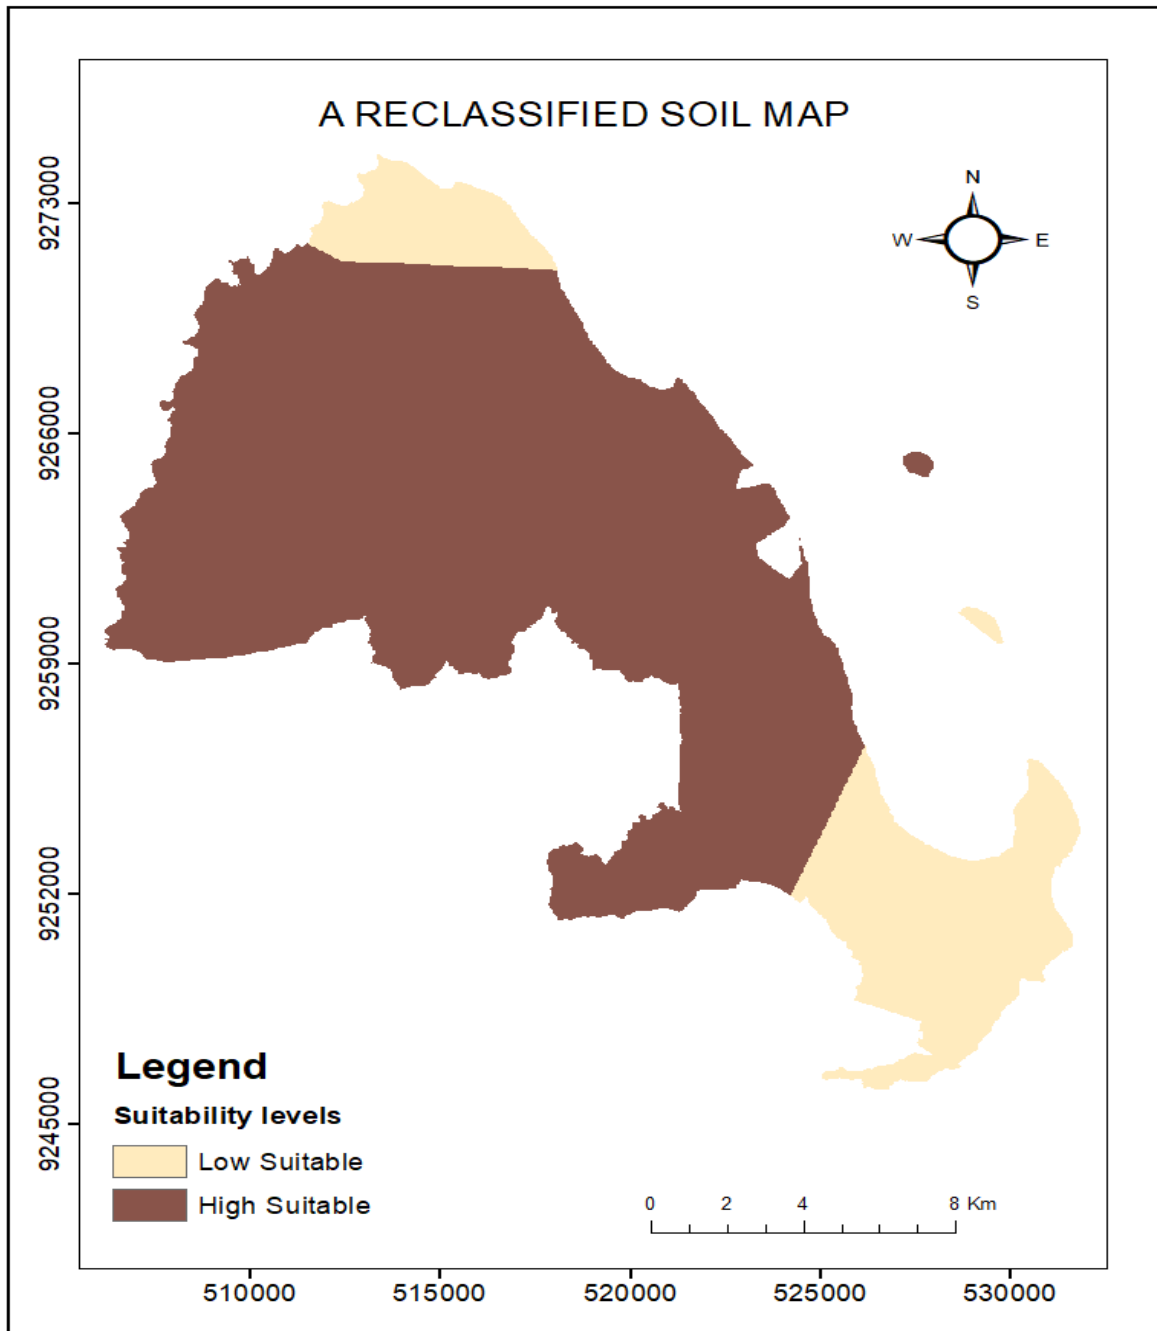 A RECLASSIFIED SOIL MAP
N
W E
S
9273000
9266000
9259000
9252000
9245000
Legend
Suitability levels
Low Suitable
High Suitable
0 2 4 8 Km
510000 515000 520000 525000 530000